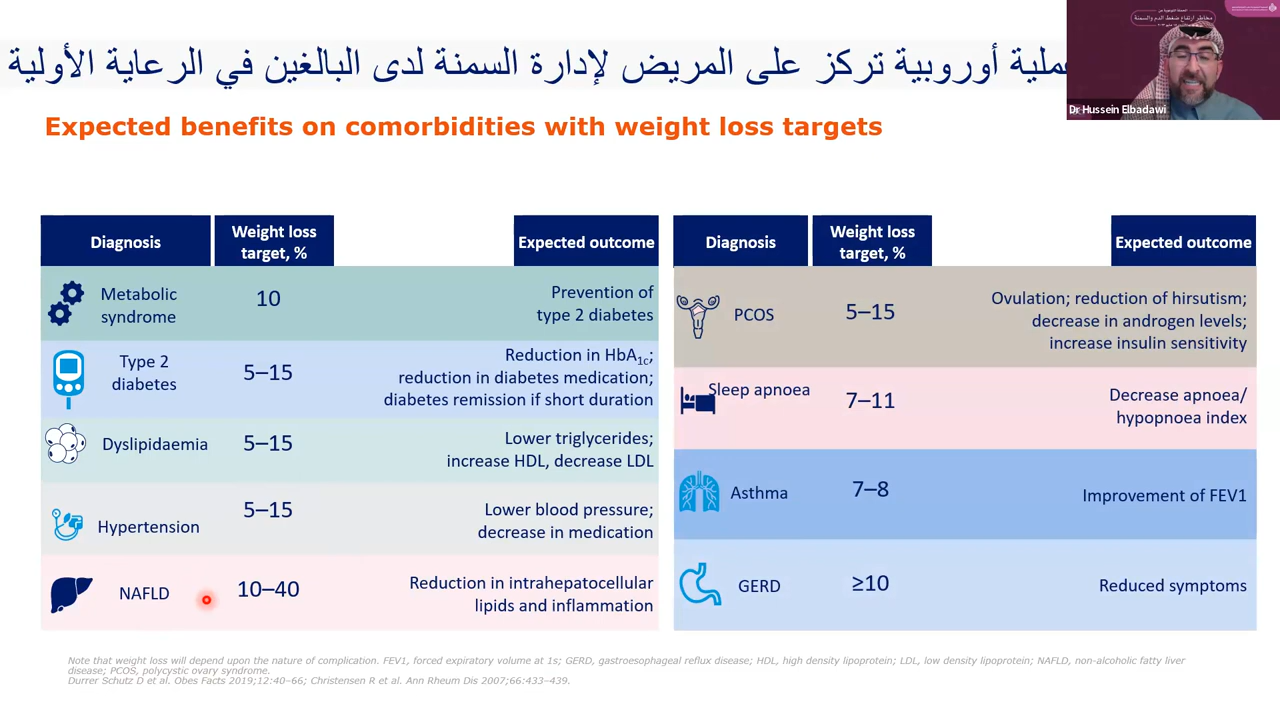 مخاطر ارتفاع ضغط الدم والسمنة
عملية أوروبية تركز على المريض لإدارة السمنة لدى البالغين في الرعاية الأولية
Dr Hussein Elbadawi
Expected benefits on comorbidities with weight loss targets
Diagnosis
Weight loss
target, %
Expected outcome
Metabolic
syndrome
10
Prevention of
type 2 diabetes
Type 2
diabetes
5–15
Reduction in HbA1c;
reduction in diabetes medication;
diabetes remission if short duration
Dyslipidaemia
5–15
Lower triglycerides;
increase HDL, decrease LDL
Hypertension
5–15
Lower blood pressure;
decrease in medication
NAFLD
10–40
Reduction in intrahepatocellular
lipids and inflammation
Diagnosis
Weight loss
target, %
Expected outcome
PCOS
5–15
Ovulation; reduction of hirsutism;
decrease in androgen levels;
increase insulin sensitivity
Sleep apnoea
7–11
Decrease apnoea/
hypopnoea index
Asthma
7–8
Improvement of FEV1
GERD
≥10
Reduced symptoms
Note that weight loss will depend upon the nature of complication. FEV1, forced expiratory volume at 1s; GERD, gastroesophageal reflux disease; HDL, high density lipoprotein; LDL, low density lipoprotein; NAFLD, non-alcoholic fatty liver
disease; PCOS, polycystic ovary syndrome.
Durrer Schutz D et al. Obes Facts 2019;12:40–66; Christensen R et al. Ann Rheum Dis 2007;66:433–439.